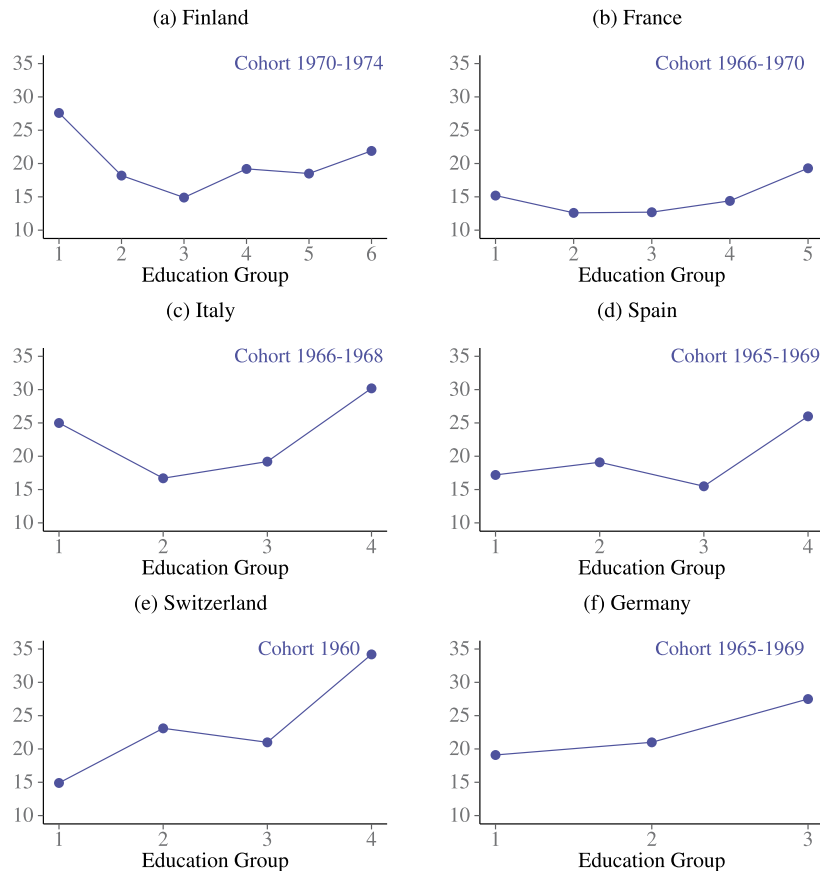 (a) Finland
Cohort 1970-1974
35
30
25
20
15
10
1 2 3 4 5 6
Education Group
(b) France
Cohort 1966-1970
35
30
25
20
15
10
1 2 3 4 5
Education Group
(c) Italy
Cohort 1966-1968
35
30
25
20
15
10
1 2 3 4
Education Group
(d) Spain
Cohort 1965-1969
35
30
25
20
15
10
1 2 3 4
Education Group
(e) Switzerland
Cohort 1960
35
30
25
20
15
10
1 2 3 4
Education Group
(f) Germany
Cohort 1965-1969
35
30
25
20
15
10
1 2 3
Education Group